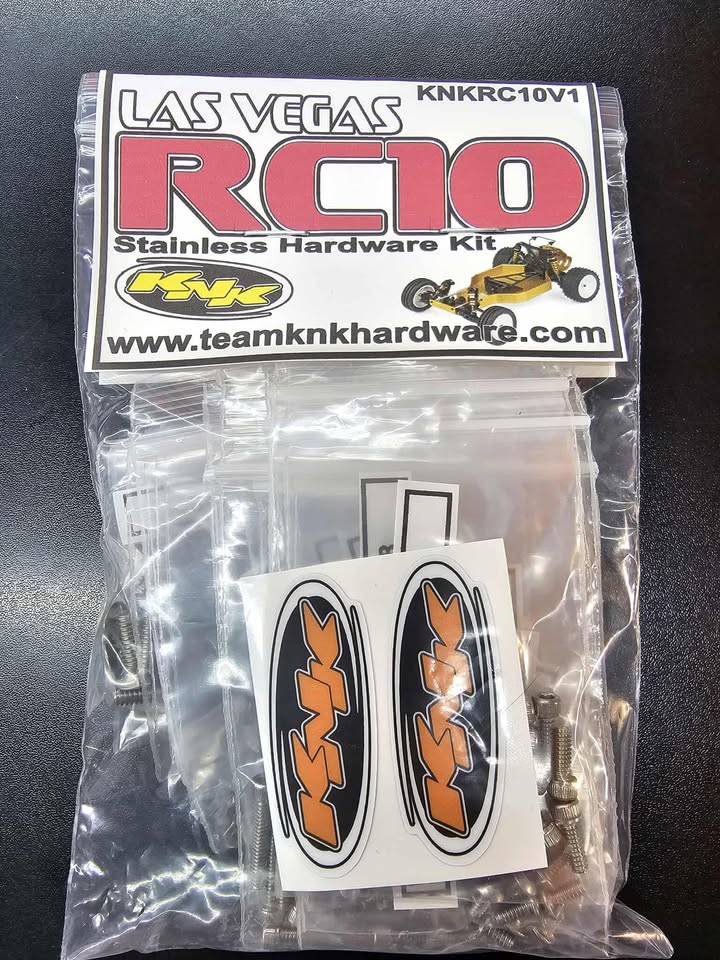 KNKRC10V1
LAS VEGAS
RC10
Stainless Hardware Kit
KNK
www.teamknkhardware.com
KNK
KNK